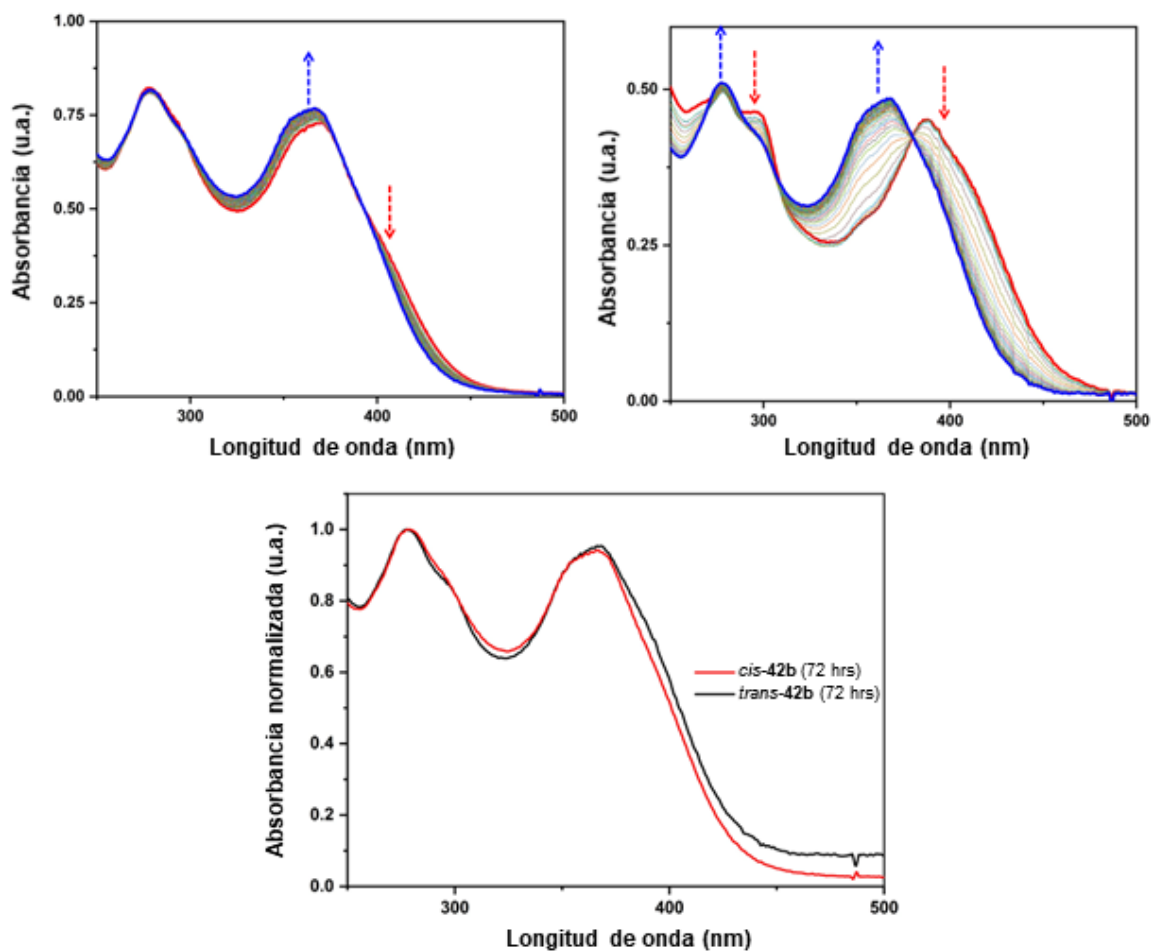 1.00
0.75
0.50
0.25
0.00
300
400
500
Absorbancia (u.a.)
Longitud de onda (nm)
0.50
0.25
0.00
300
400
500
Absorbancia (u.a.)
Longitud de onda (nm)
1.0
0.8
0.6
0.4
0.2
0.0
300
400
500
Absorbancia normalizada (u.a.)
cis-42b (72 hrs)
trans-42b (72 hrs)
Longitud de onda (nm)